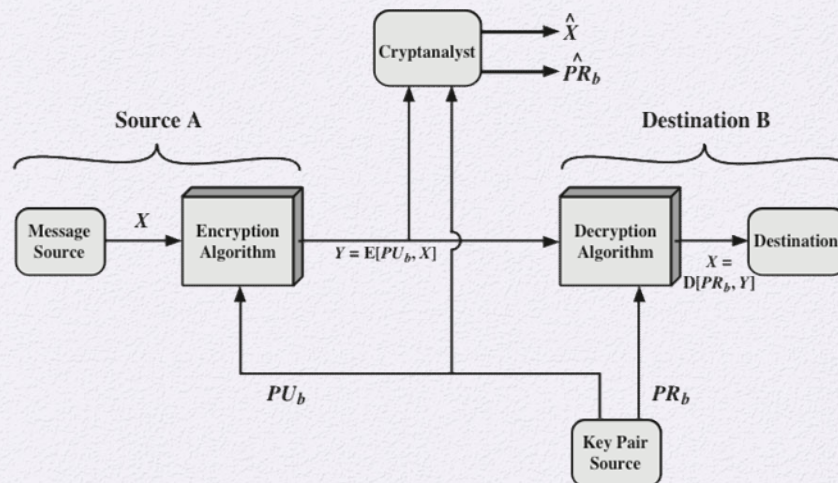 Cryptanalyst
X̂
P̂R_b
Source A
Destination B
Message
Source
X
Encryption
Algorithm
Y = E[PU_b, X]
Decryption
Algorithm
X =
D[PR_b, Y]
Destination
PU_b
PR_b
Key Pair
Source